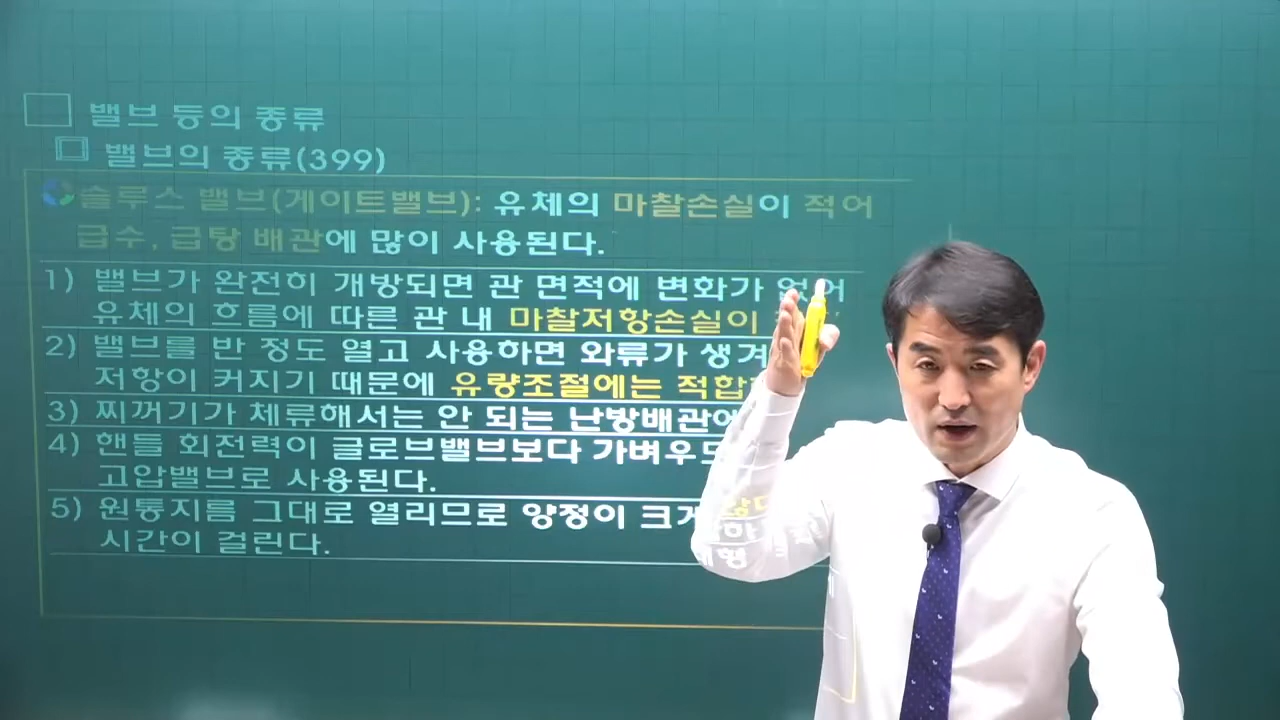 밸브 등의 종류
밸브의 종류(399)
슬루스 밸브(게이트밸브): 유체의 마찰손실이 적어
급수, 급탕 배관에 많이 사용된다.
1) 밸브가 완전히 개방되면 관 면적에 변화가 없어
유체의 흐름에 따른 관 내 마찰저항손실이
2) 밸브를 반 정도 열고 사용하면 와류가 생겨
저항이 커지기 때문에 유량조절에는 적합
3) 찌꺼기가 체류해서는 안 되는 난방배관에
4) 핸들 회전력이 글로브밸브보다 가벼우
고압밸브로 사용된다.
5) 원통지름 그대로 열리므로 양정이 크게
시간이 걸린다.